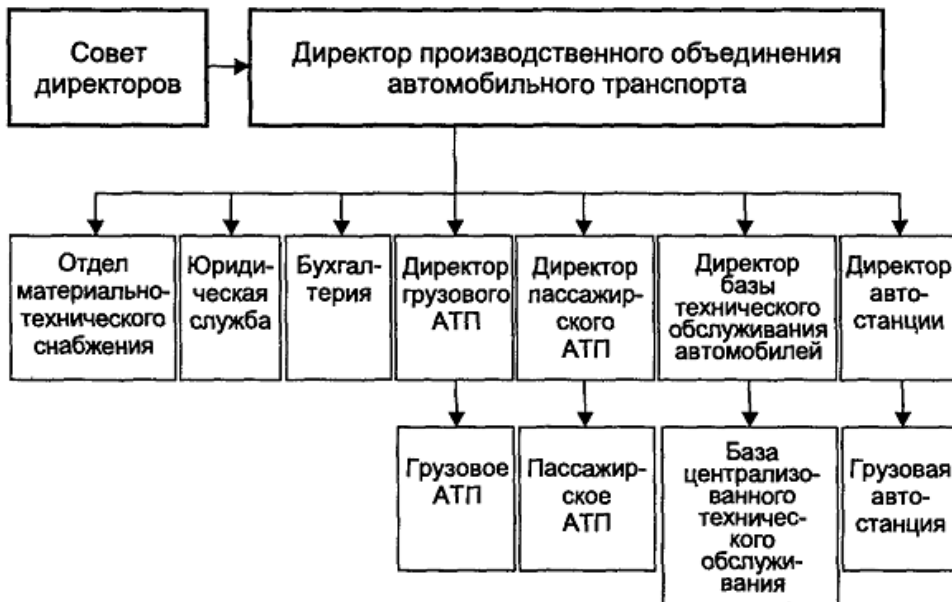 Совет
директоров
Директор производственного объединения
автомобильного транспорта
Отдел
материально-
технического
снабжения
Юриди-
ческая
служба
Бухгал-
терия
Директор
грузового
АТП
Директор
пассажир-
ского
АТП
Директор
базы
технического
обслуживания
автомобилей
Директор
авто-
станции
Грузовое
АТП
Пассажир-
ское
АТП
База
централизо-
ванного
техничес-
кого
обслужи-
вания
Грузовая
авто-
станция